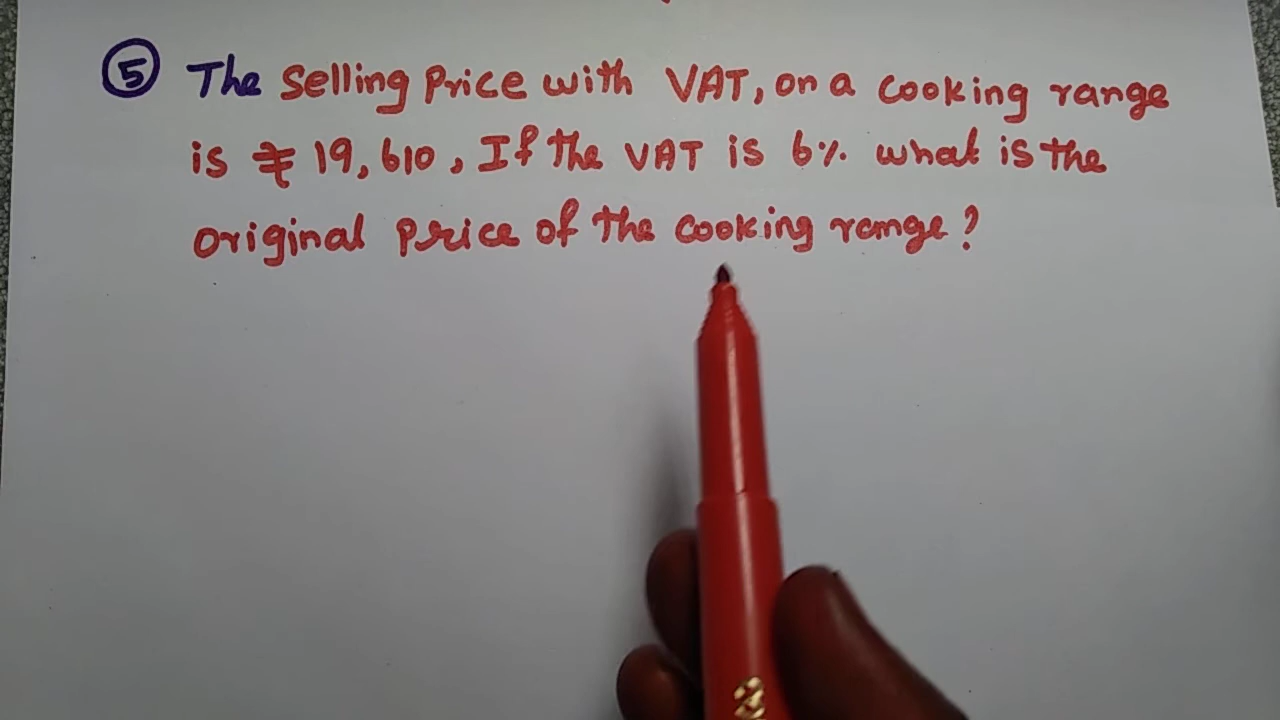 5 The Selling Price with VAT, on a cooking range
is ₹ 19,610, If the VAT is 6% what is the
original Price of the cooking range?